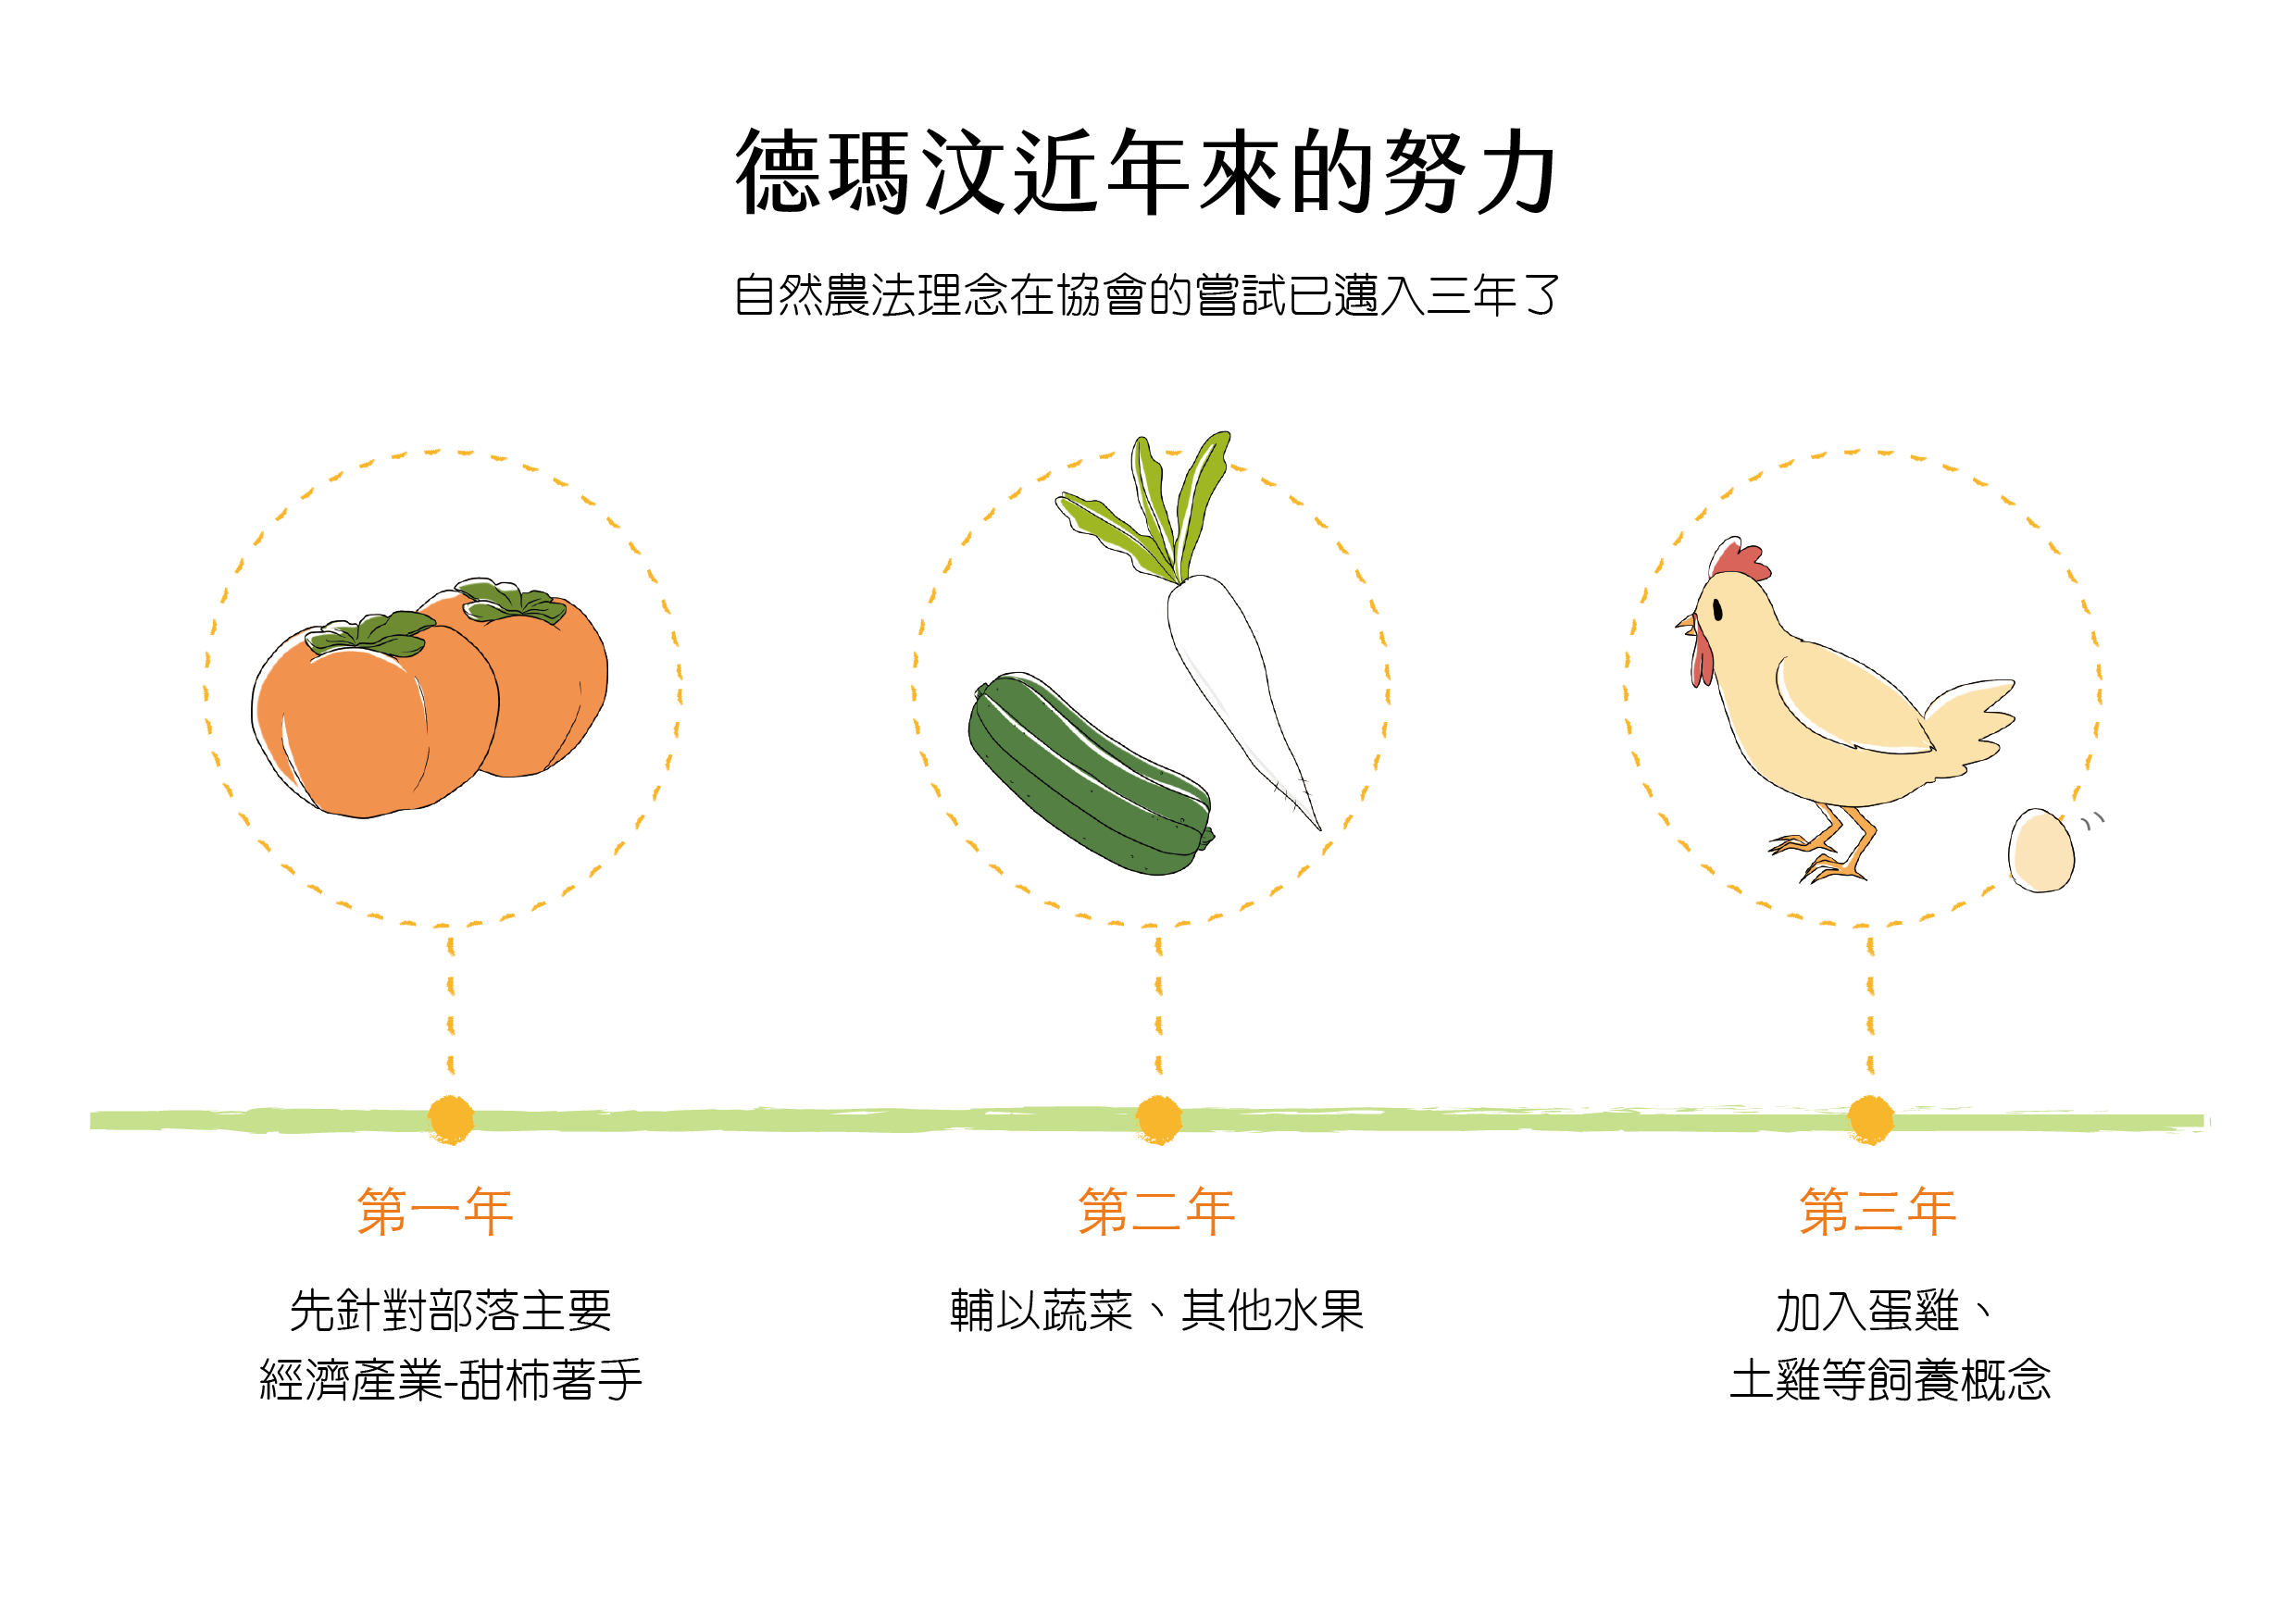 德瑪汶近年來的努力
自然農法理念在協會的嘗試已邁入三年了
第一年
先針對部落主要
經濟產業-甜柿著手
第二年
輔以蔬菜、其他水果
第三年
加入蛋雞、
土雞等飼養概念